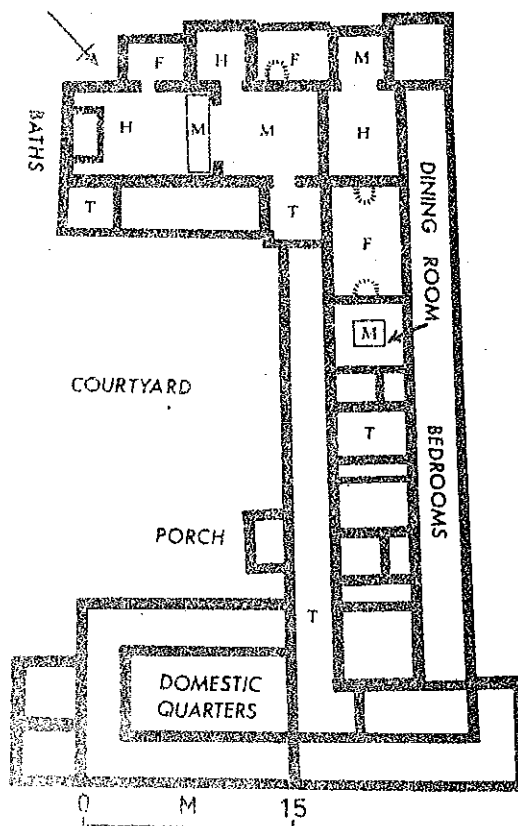 F H F M
BATHS
H M M H
DINING ROOM
T T F
M
COURTYARD
T
BEDROOMS
PORCH
T
DOMESTIC
QUARTERS
0 M 15